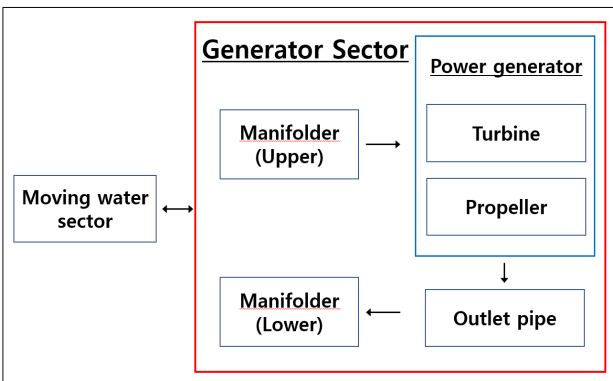 Generator Sector
Power generator
Manifolder
(Upper)
Turbine
Moving water
sector
Propeller
Manifolder
(Lower)
Outlet pipe